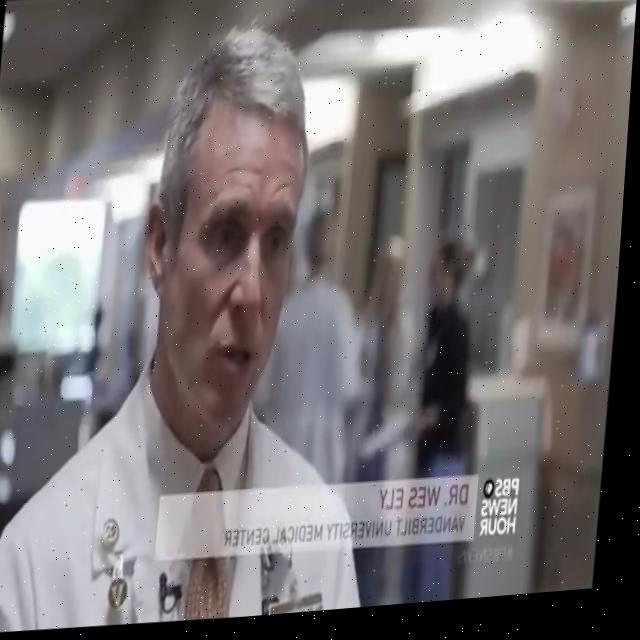 DR. WES ELY
VANDERBILT UNIVERSITY MEDICAL CENTER
PBS
NEWS
HOUR